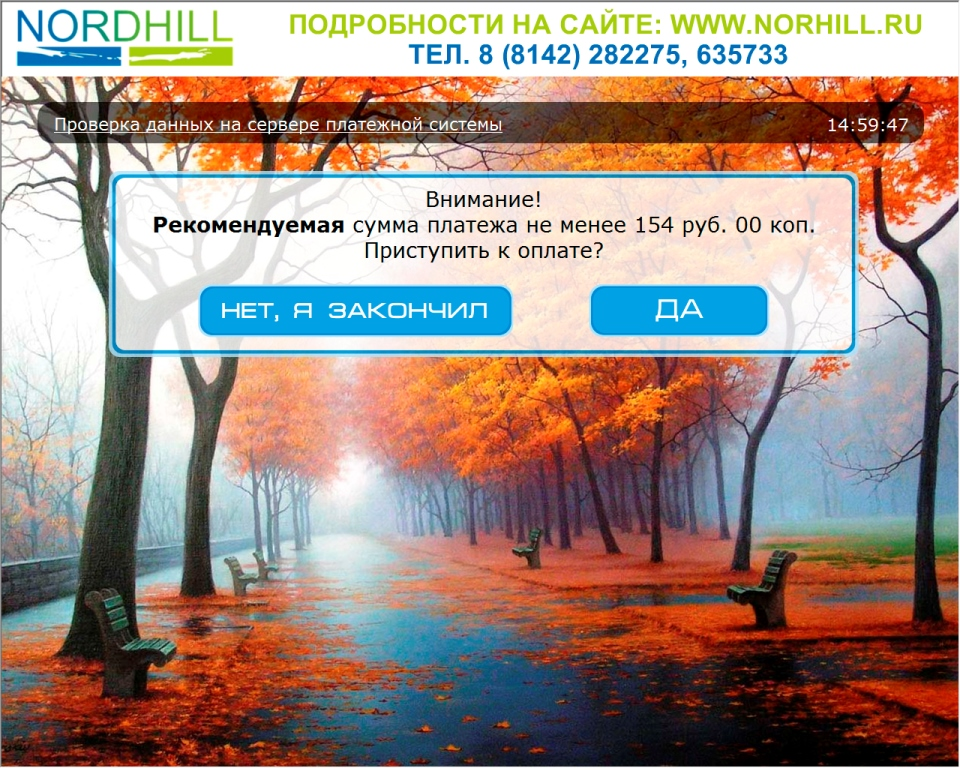 NORDHILL
ПОДРОБНОСТИ НА САЙТЕ: WWW.NORHILL.RU
ТЕЛ. 8 (8142) 282275, 635733
Проверка данных на сервере платежной системы
14:59:47
Внимание!
Рекомендуемая сумма платежа не менее 154 руб. 00 коп.
Приступить к оплате?
НЕТ, Я ЗАКОНЧИЛ
ДА